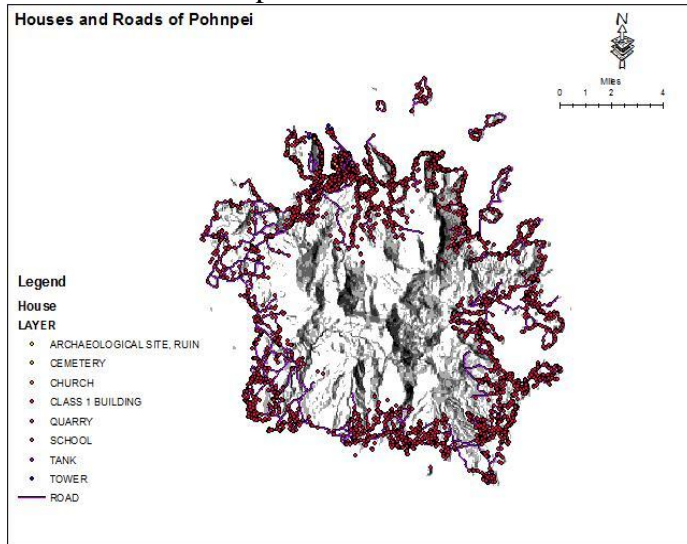 Houses and Roads of Pohnpei
N
Miles
0 1 2 4
Legend
House
LAYER
ARCHAEOLOGICAL SITE, RUIN
CEMETERY
CHURCH
CLASS 1 BUILDING
QUARRY
SCHOOL
TANK
TOWER
ROAD